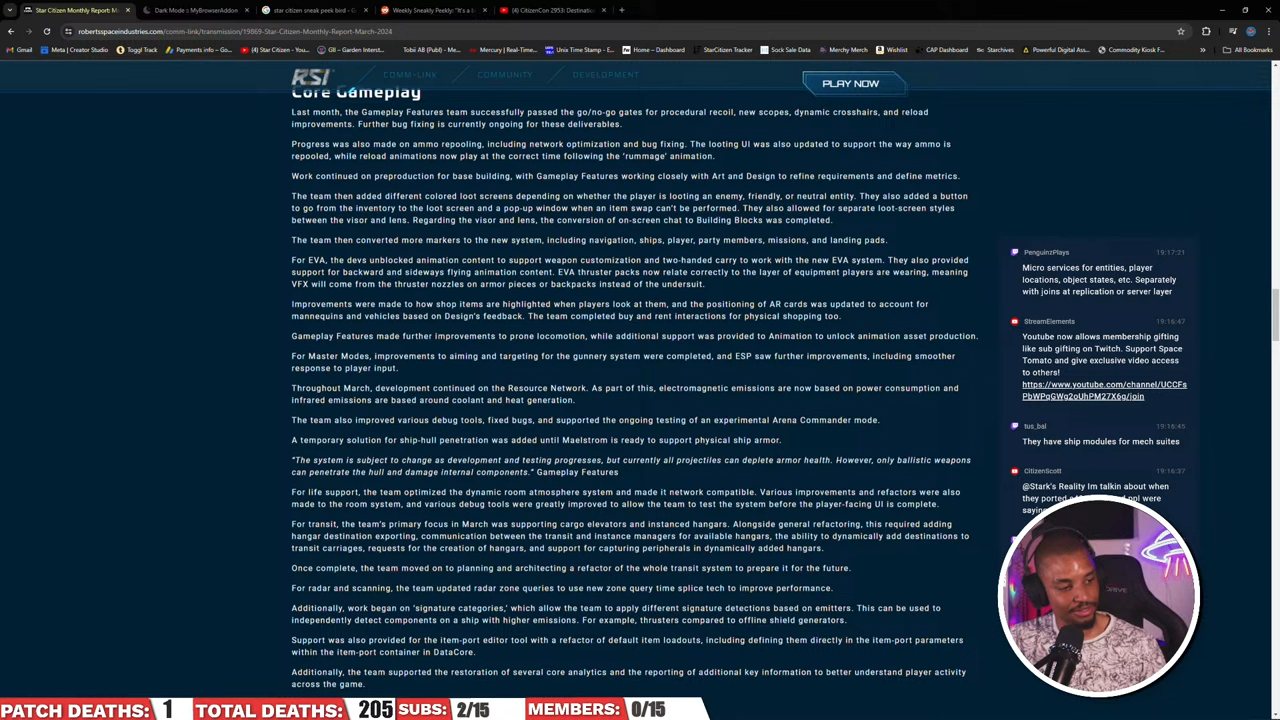 Star Citizen Monthly Report: Mar
Dark Mode :: MyBrowserAddon
star citizen sneak peek bird - G
Weekly Sneakly Peekly: "It's a b
(4) CitizenCon 2953: Destination
robertsspaceindustries.com/comm-link/transmission/19869-Star-Citizen-Monthly-Report-March-2024
Gmail
Meta | Creator Studio
Toggl Track
Star Citizen - You...
Gli – Garden Interi...
Tobii AB (Publ) - Me...
Mercury | Real-Time...
Unix Time Stamp - E...
Home – Dashboard
StarCitizen Tracker
Sock Sale Data
Merchy Merch
Wishlist
CAP Dashboard
Starchives
Powerful Digital Ass...
Commodity Kiosk F...
All Bookmarks
RSI
COMM-LINK
COMMUNITY
DEVELOPMENT
PLAY NOW
Core Gameplay
Last month, the Gameplay Features team successfully passed the go/no-go gates for procedural recoil, new scopes, dynamic crosshairs, and reload
improvements. Further bug fixing is currently ongoing for these deliverables.
Progress was also made on ammo repooling, including network optimization and bug fixing. The looting UI was also updated to support the way ammo is
repooled, while reload animations now play at the correct time following the 'rummage' animation.
Work continued on preproduction for base building, with Gameplay Features working closely with Art and Design to refine requirements and define metrics.
The team then added different colored loot screens depending on whether the player is looting an enemy, friendly, or neutral entity. They also added a button
to go from the inventory to the loot screen and a pop-up window when an item swap can't be performed. They also allowed for separate loot-screen styles
between the visor and lens. Regarding the visor and lens, the conversion of on-screen chat to Building Blocks was completed.
The team then converted more markers to the new system, including navigation, ships, player, party members, missions, and landing pads.
For EVA, the devs unblocked animation content to support weapon customization and two-handed carry to work with the new EVA system. They also provided
support for backward and sideways flying animation content. EVA thruster packs now relate correctly to the layer of equipment players are wearing, meaning
VFX will come from the thruster nozzles on armor pieces or backpacks instead of the undersuit.
Improvements were made to how shop items are highlighted when players look at them, and the positioning of AR cards was updated to account for
mannequins and vehicles based on Design's feedback. The team completed buy and rent interactions for physical shopping too.
Gameplay Features made further improvements to prone locomotion, while additional support was provided to Animation to unlock animation asset production.
For Master Modes, improvements to aiming and targeting for the gunnery system were completed, and ESP saw further improvements, including smoother
response to player input.
Throughout March, development continued on the Resource Network. As part of this, electromagnetic emissions are now based on power consumption and
infrared emissions are based around coolant and heat generation.
The team also improved various debug tools, fixed bugs, and supported the ongoing testing of an experimental Arena Commander mode.
A temporary solution for ship-hull penetration was added until Maelstrom is ready to support physical ship armor.
"The system is subject to change as development and testing progresses, but currently all projectiles can deplete armor health. However, only ballistic weapons
can penetrate the hull and damage internal components." Gameplay Features
For life support, the team optimized the dynamic room atmosphere system and made it network compatible. Various improvements and refactors were also
made to the room system, and various debug tools were greatly improved to allow the team to test the system before the player-facing UI is complete.
For transit, the team's primary focus in March was supporting cargo elevators and instanced hangars. Alongside general refactoring, this required adding
hangar destination exporting, communication between the transit and instance managers for available hangars, the ability to dynamically add destinations to
transit carriages, requests for the creation of hangars, and support for capturing peripherals in dynamically added hangars.
Once complete, the team moved on to planning and architecting a refactor of the whole transit system to prepare it for the future.
For radar and scanning, the team updated radar zone queries to use new zone query time splice tech to improve performance.
Additionally, work began on 'signature categories,' which allow the team to apply different signature detections based on emitters. This can be used to
independently detect components on a ship with higher emissions. For example, thrusters compared to offline shield generators.
Support was also provided for the item-port editor tool with a refactor of default item loadouts, including defining them directly in the item-port parameters
within the item-port container in DataCore.
Additionally, the team supported the restoration of several core analytics and the reporting of additional key information to better understand player activity
across the game.
PenguinzPlays 19:17:21
Micro services for entities, player
locations, object states, etc. Separately
with joins at replication or server layer
StreamElements 19:16:47
Youtube now allows membership gifting
like sub gifting on Twitch. Support Space
Tomato and give exclusive video access
to others!
https://www.youtube.com/channel/UCCFs
PbWPqGWg2oUhPM27X6g/join
tus_bal 19:16:45
They have ship modules for mech suites
CitizenScott 19:16:37
@Stark's Reality Im talking about when
they ported
ppl were
PATCH DEATHS: 1
TOTAL DEATHS: 205
SUBS: 2/15
MEMBERS: 0/15